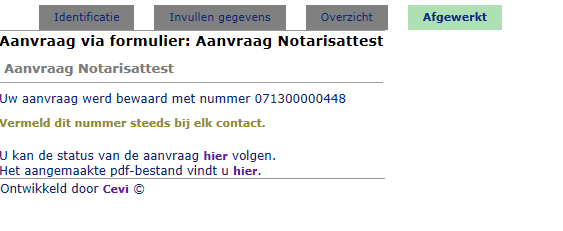 Identificatie Invullen gegevens Overzicht Afgewerkt
Aanvraag via formulier: Aanvraag Notarisattest
Aanvraag Notarisattest
Uw aanvraag werd bewaard met nummer 071300000448
Vermeld dit nummer steeds bij elk contact.
U kan de status van de aanvraag hier volgen.
Het aangemaakte pdf-bestand vindt u hier.
Ontwikkeld door Cevi ©